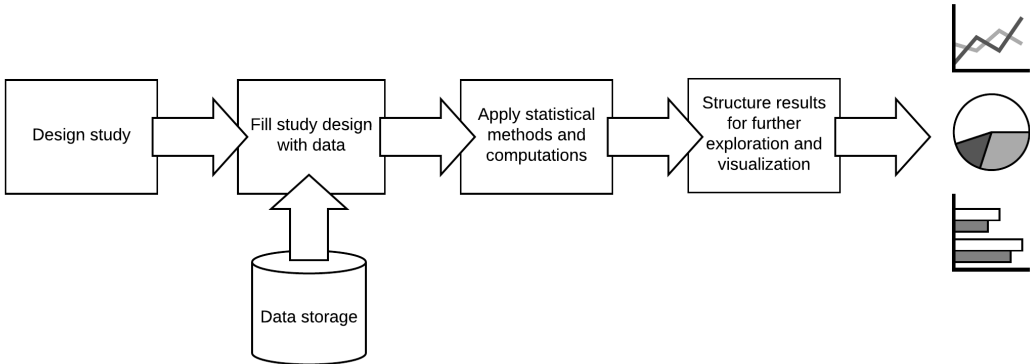 Design study
Fill study design
with data
Apply statistical
methods and
computations
Structure results
for further
exploration and
visualization
Data storage